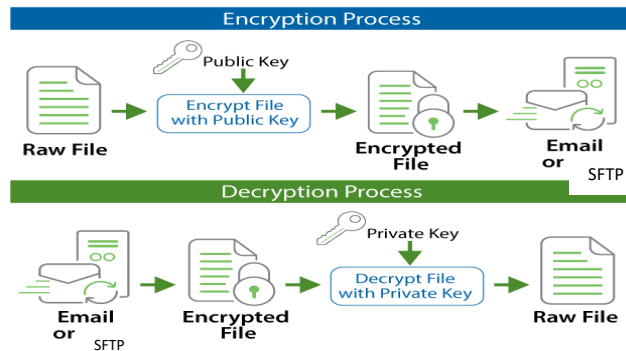 Encryption Process
Public Key
Encrypt File
with Public Key
Raw File
Encrypted
File
Email
or
SFTP
Decryption Process
Private Key
Decrypt File
with Private Key
Email
or
SFTP
Encrypted
File
Raw File